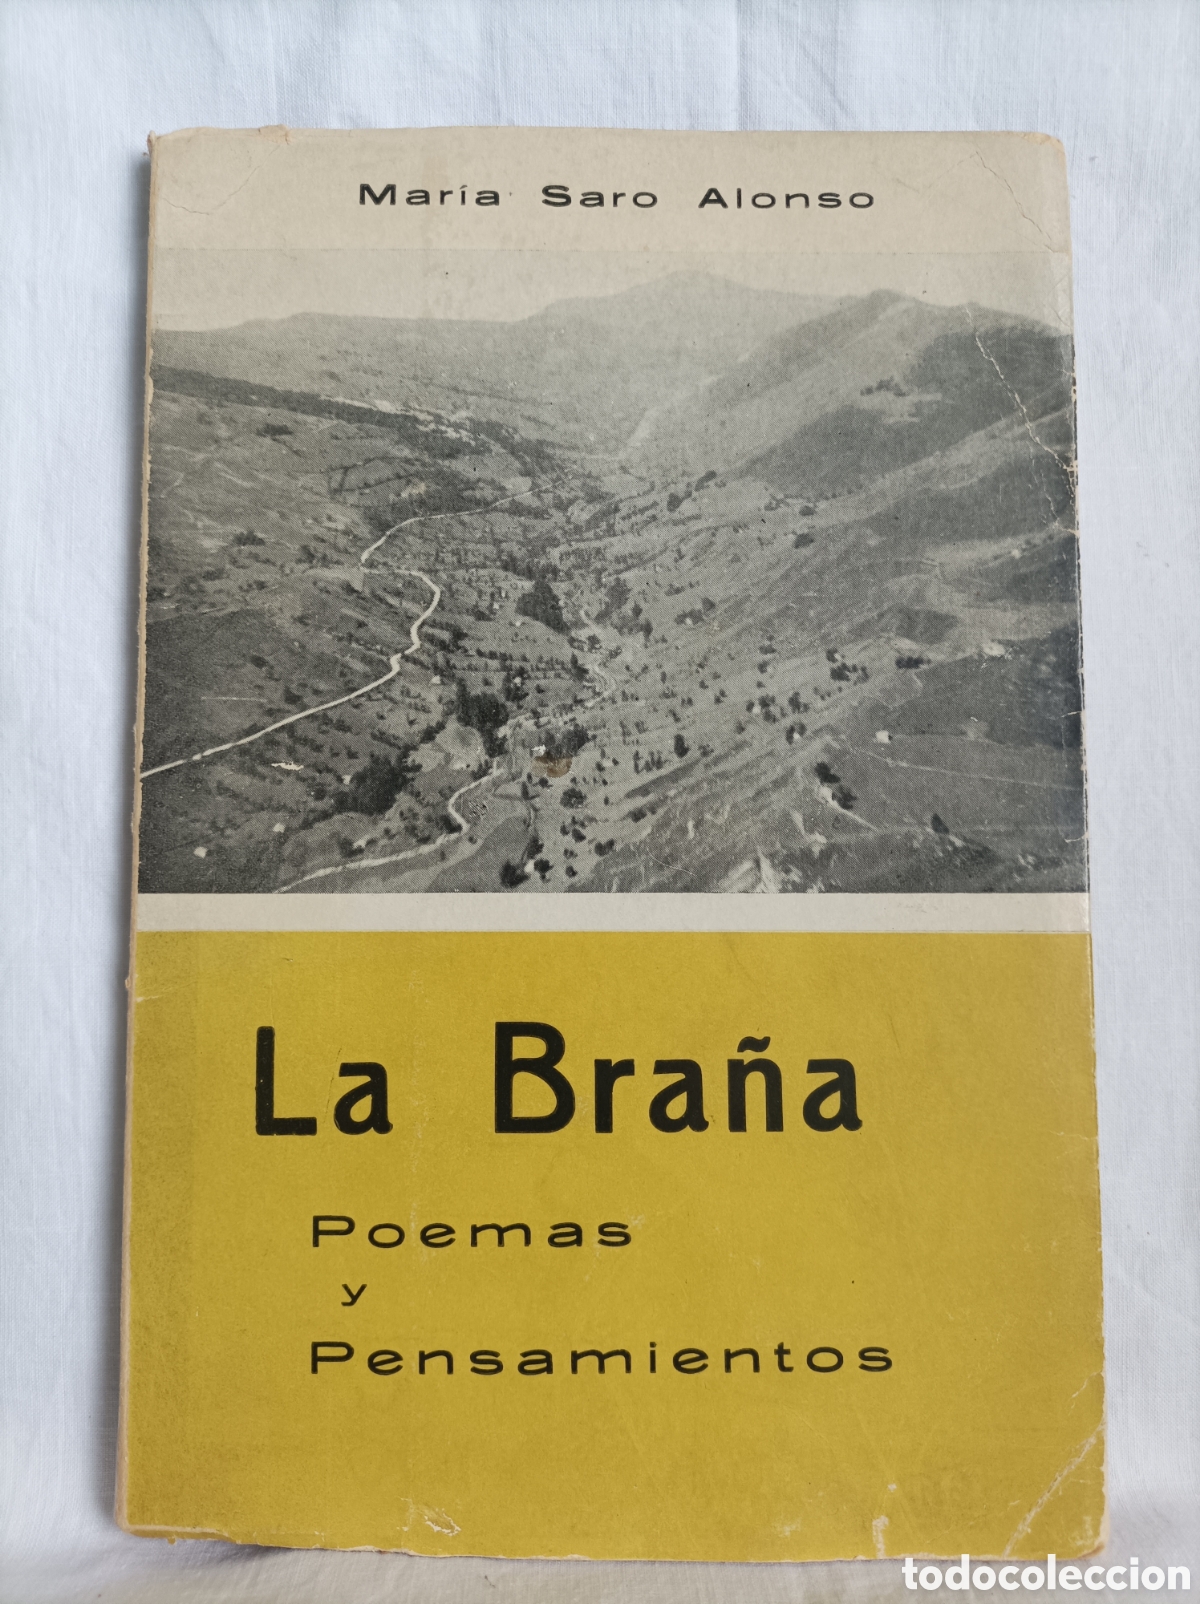 María Saro Alonso
La Braña
Poemas
y
Pensamientos
todocoleccion